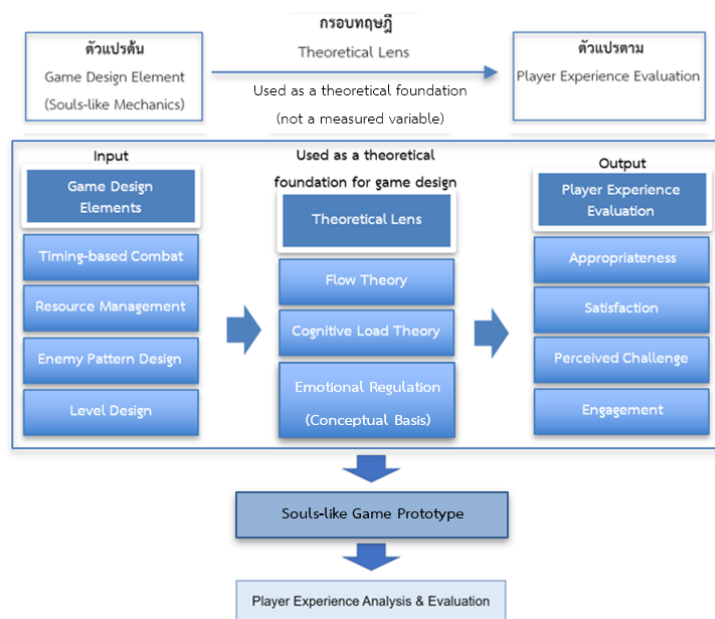 กรอบทฤษฎี
Theoretical Lens
Used as a theoretical foundation
(not a measured variable)
ตัวแปรต้น
Game Design Element
(Souls-like Mechanics)
ตัวแปรตาม
Player Experience Evaluation
Input
Game Design
Elements
Timing-based Combat
Resource Management
Enemy Pattern Design
Level Design
Used as a theoretical
foundation for game design
Theoretical Lens
Flow Theory
Cognitive Load Theory
Emotional Regulation
(Conceptual Basis)
Output
Player Experience
Evaluation
Appropriateness
Satisfaction
Perceived Challenge
Engagement
Souls-like Game Prototype
Player Experience Analysis & Evaluation